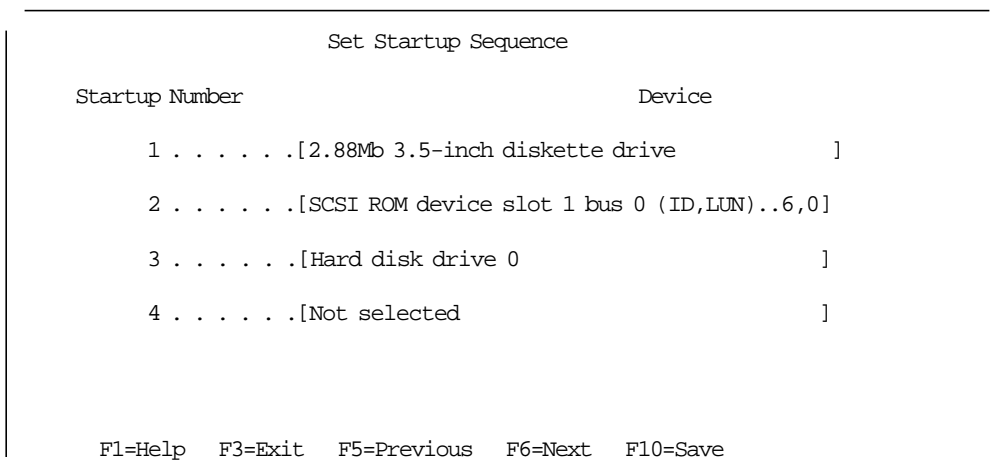 Set Startup Sequence
Startup Number Device
1 . . . . . .[2.88Mb 3.5-inch diskette drive ]
2 . . . . . .[SCSI ROM device slot 1 bus 0 (ID,LUN)..6,0]
3 . . . . . .[Hard disk drive 0 ]
4 . . . . . .[Not selected ]
F1=Help F3=Exit F5=Previous F6=Next F10=Save